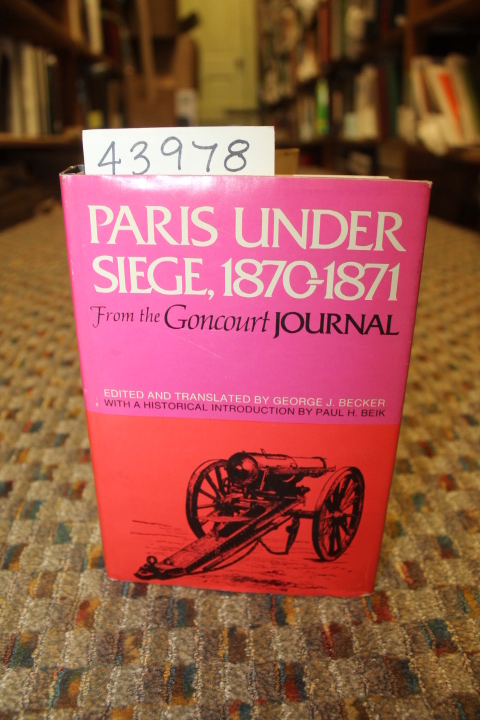 43978
PARIS UNDER
SIEGE, 1870-1871
From the Goncourt JOURNAL
EDITED AND TRANSLATED BY GEORGE J. BECKER
WITH A HISTORICAL INTRODUCTION BY PAUL H. BEIK